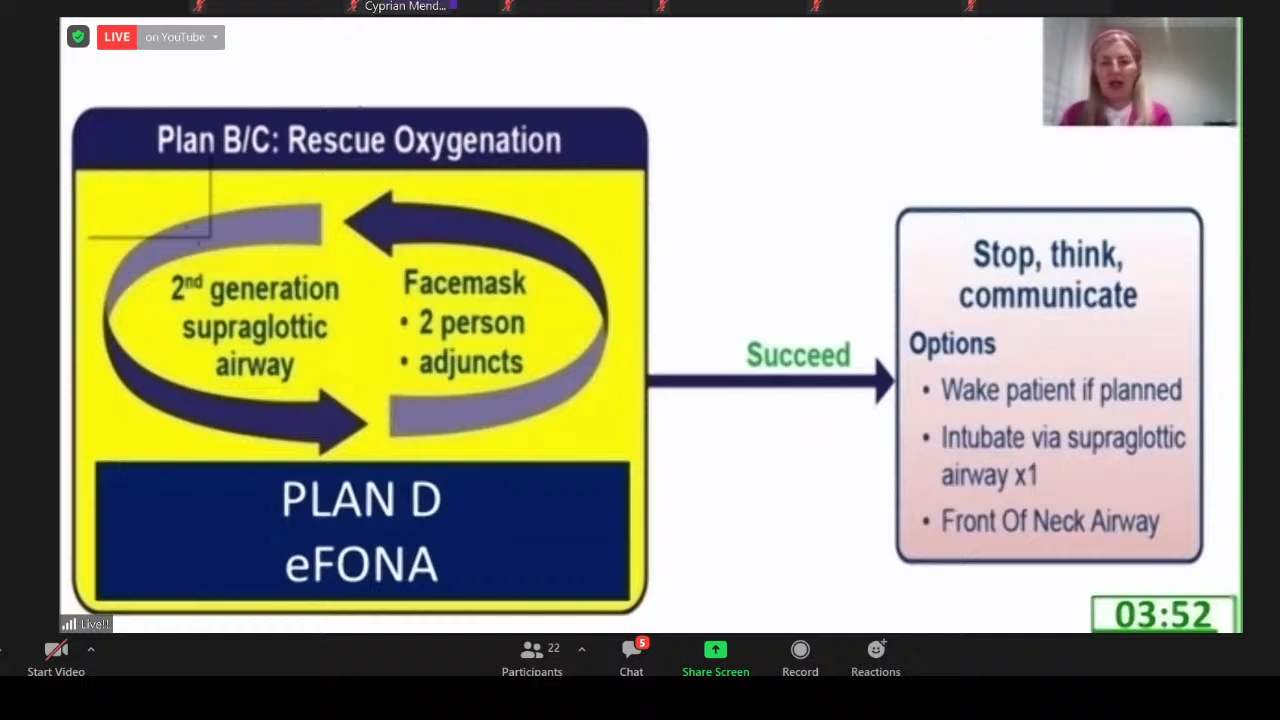 Cyprian Mend...
LIVE on YouTube
Plan B/C: Rescue Oxygenation
2nd generation
supraglottic
airway
Facemask
• 2 person
• adjuncts
PLAN D
eFONA
Succeed
Stop, think,
communicate
Options
• Wake patient if planned
• Intubate via supraglottic
airway x1
• Front Of Neck Airway
03:52
Live!!
Start Video
22
Participants
5
Chat
Share Screen
Record
Reactions